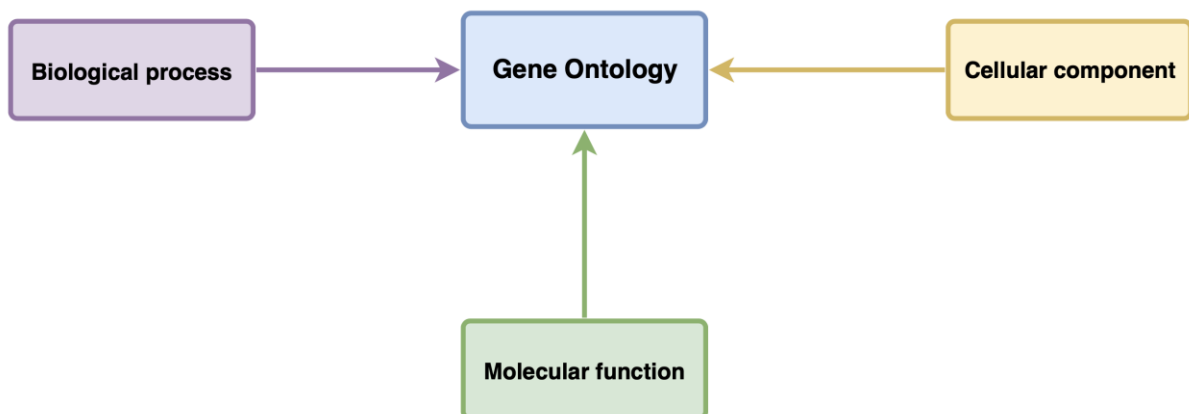 Biological process
Gene Ontology
Cellular component
Molecular function